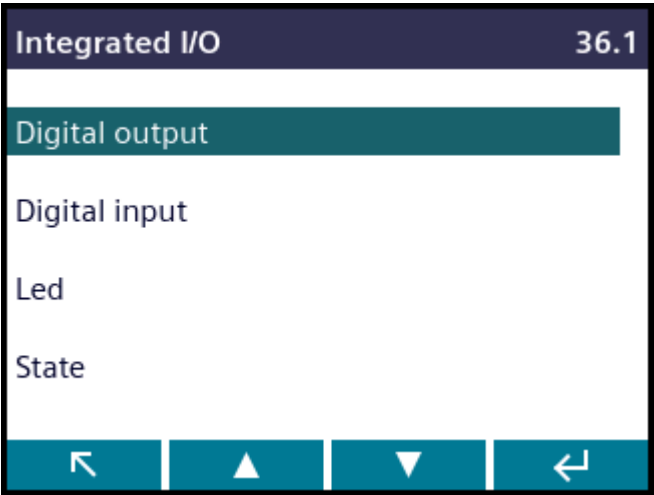 Integrated I/O 36.1
Digital output
Digital input
Led
State